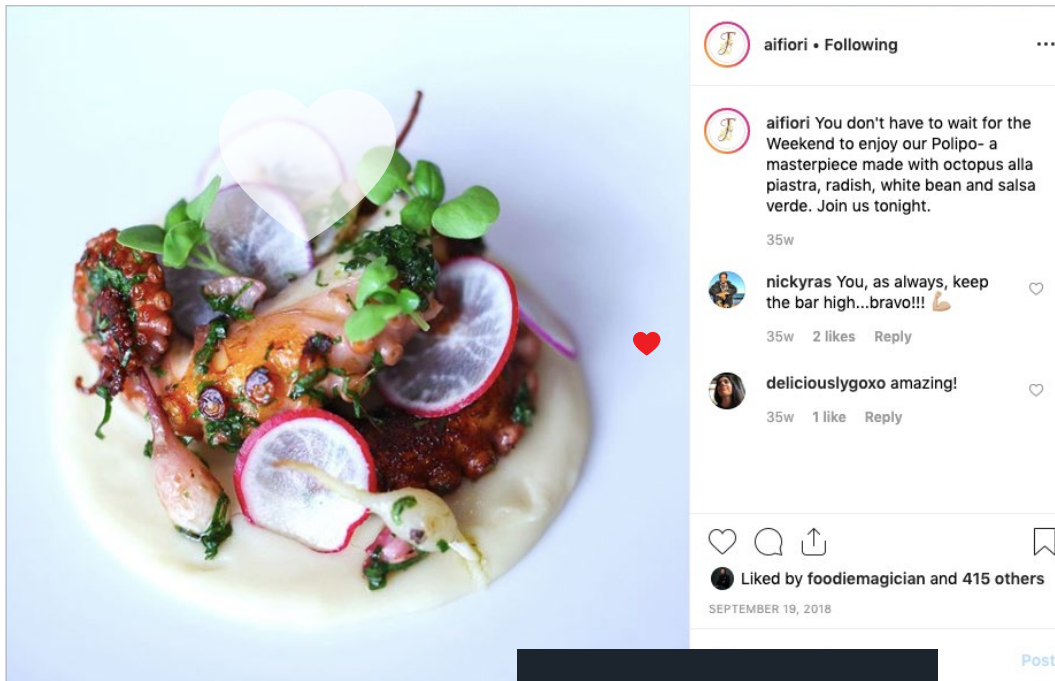 aifiori • Following
aifiori You don't have to wait for the
Weekend to enjoy our Polipo- a
masterpiece made with octopus alla
piastra, radish, white bean and salsa
verde. Join us tonight.
35w
nickyras You, as always, keep
the bar high...bravo!!! 💪🏼
35w 2 likes Reply
deliciouslygoxo amazing!
35w 1 like Reply
Liked by foodiemagician and 415 others
SEPTEMBER 19, 2018
Post